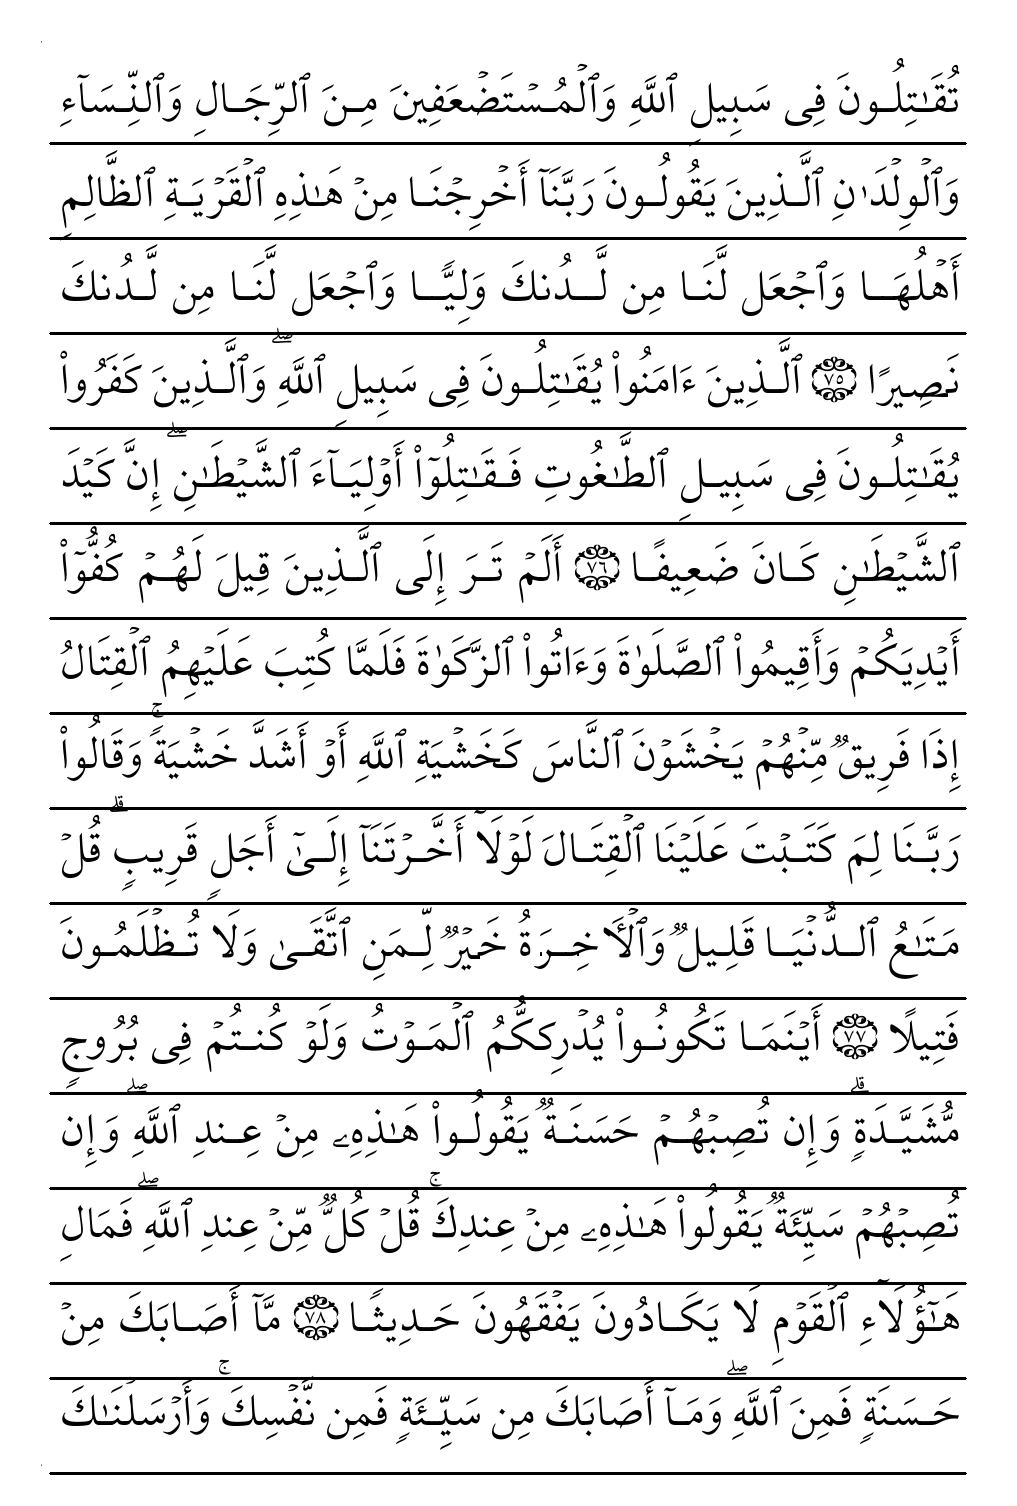 تُقَٰتِلُونَ فِى سَبِيلِ ٱللَّهِ وَٱلْمُسْتَضْعَفِينَ مِنَ ٱلرِّجَالِ وَٱلنِّسَآءِ
وَٱلْوِلْدَٰنِ ٱلَّذِينَ يَقُولُونَ رَبَّنَآ أَخْرِجْنَا مِنْ هَٰذِهِ ٱلْقَرْيَةِ ٱلظَّالِمِ
أَهْلُهَا وَٱجْعَل لَّنَا مِن لَّدُنكَ وَلِيًّا وَٱجْعَل لَّنَا مِن لَّدُنكَ
نَصِيرًا ٧٥ ٱلَّذِينَ ءَامَنُوا۟ يُقَٰتِلُونَ فِى سَبِيلِ ٱللَّهِ ۖ وَٱلَّذِينَ كَفَرُوا۟
يُقَٰتِلُونَ فِى سَبِيلِ ٱلطَّٰغُوتِ فَقَٰتِلُوٓا۟ أَوْلِيَآءَ ٱلشَّيْطَٰنِ ۖ إِنَّ كَيْدَ
ٱلشَّيْطَٰنِ كَانَ ضَعِيفًا ٧٦ أَلَمْ تَرَ إِلَى ٱلَّذِينَ قِيلَ لَهُمْ كُفُّوٓا۟
أَيْدِيَكُمْ وَأَقِيمُوا۟ ٱلصَّلَوٰةَ وَءَاتُوا۟ ٱلزَّكَوٰةَ فَلَمَّا كُتِبَ عَلَيْهِمُ ٱلْقِتَالُ
إِذَا فَرِيقٌ مِّنْهُمْ يَخْشَوْنَ ٱلنَّاسَ كَخَشْيَةِ ٱللَّهِ أَوْ أَشَدَّ خَشْيَةً ۚ وَقَالُوا۟
رَبَّنَا لِمَ كَتَبْتَ عَلَيْنَا ٱلْقِتَالَ لَوْلَآ أَخَّرْتَنَآ إِلَىٰٓ أَجَلٍ قَرِيبٍ ۗ قُلْ
مَتَٰعُ ٱلدُّنْيَا قَلِيلٌ وَٱلْءَاخِرَةُ خَيْرٌ لِّمَنِ ٱتَّقَىٰ وَلَا تُظْلَمُونَ
فَتِيلًا ٧٧ أَيْنَمَا تَكُونُوا۟ يُدْرِككُّمُ ٱلْمَوْتُ وَلَوْ كُنتُمْ فِى بُرُوجٍ
مُّشَيَّدَةٍ ۗ وَإِن تُصِبْهُمْ حَسَنَةٌ يَقُولُوا۟ هَٰذِهِۦ مِنْ عِندِ ٱللَّهِ ۖ وَإِن
تُصِبْهُمْ سَيِّئَةٌ يَقُولُوا۟ هَٰذِهِۦ مِنْ عِندِكَ ۚ قُلْ كُلٌّ مِّنْ عِندِ ٱللَّهِ ۖ فَمَالِ
هَٰٓؤُلَآءِ ٱلْقَوْمِ لَا يَكَادُونَ يَفْقَهُونَ حَدِيثًا ٧٨ مَّآ أَصَابَكَ مِنْ
حَسَنَةٍ فَمِنَ ٱللَّهِ ۖ وَمَآ أَصَابَكَ مِن سَيِّئَةٍ فَمِن نَّفْسِكَ ۚ وَأَرْسَلْنَٰكَ